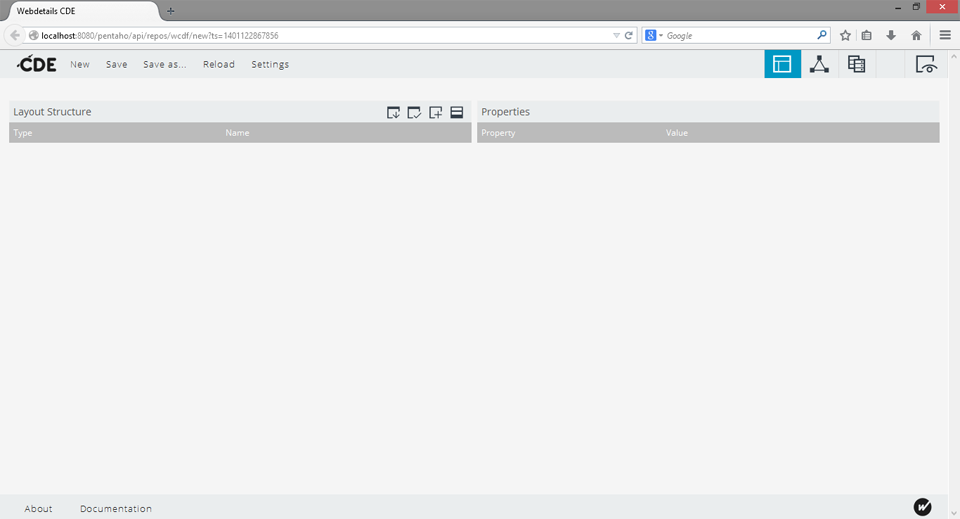 Webdetails CDE
localhost:8080/pentaho/api/repos/wcdf/new?ts=1401122867856
Google
CDE New Save Save as... Reload Settings
Layout Structure
Properties
Type Name
Property Value
About Documentation